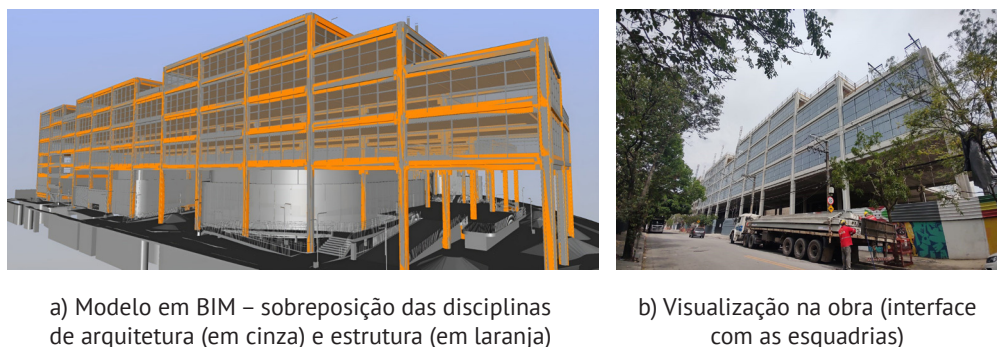 a) Modelo em BIM – sobreposição das disciplinas
de arquitetura (em cinza) e estrutura (em laranja)
b) Visualização na obra (interface
com as esquadrias)